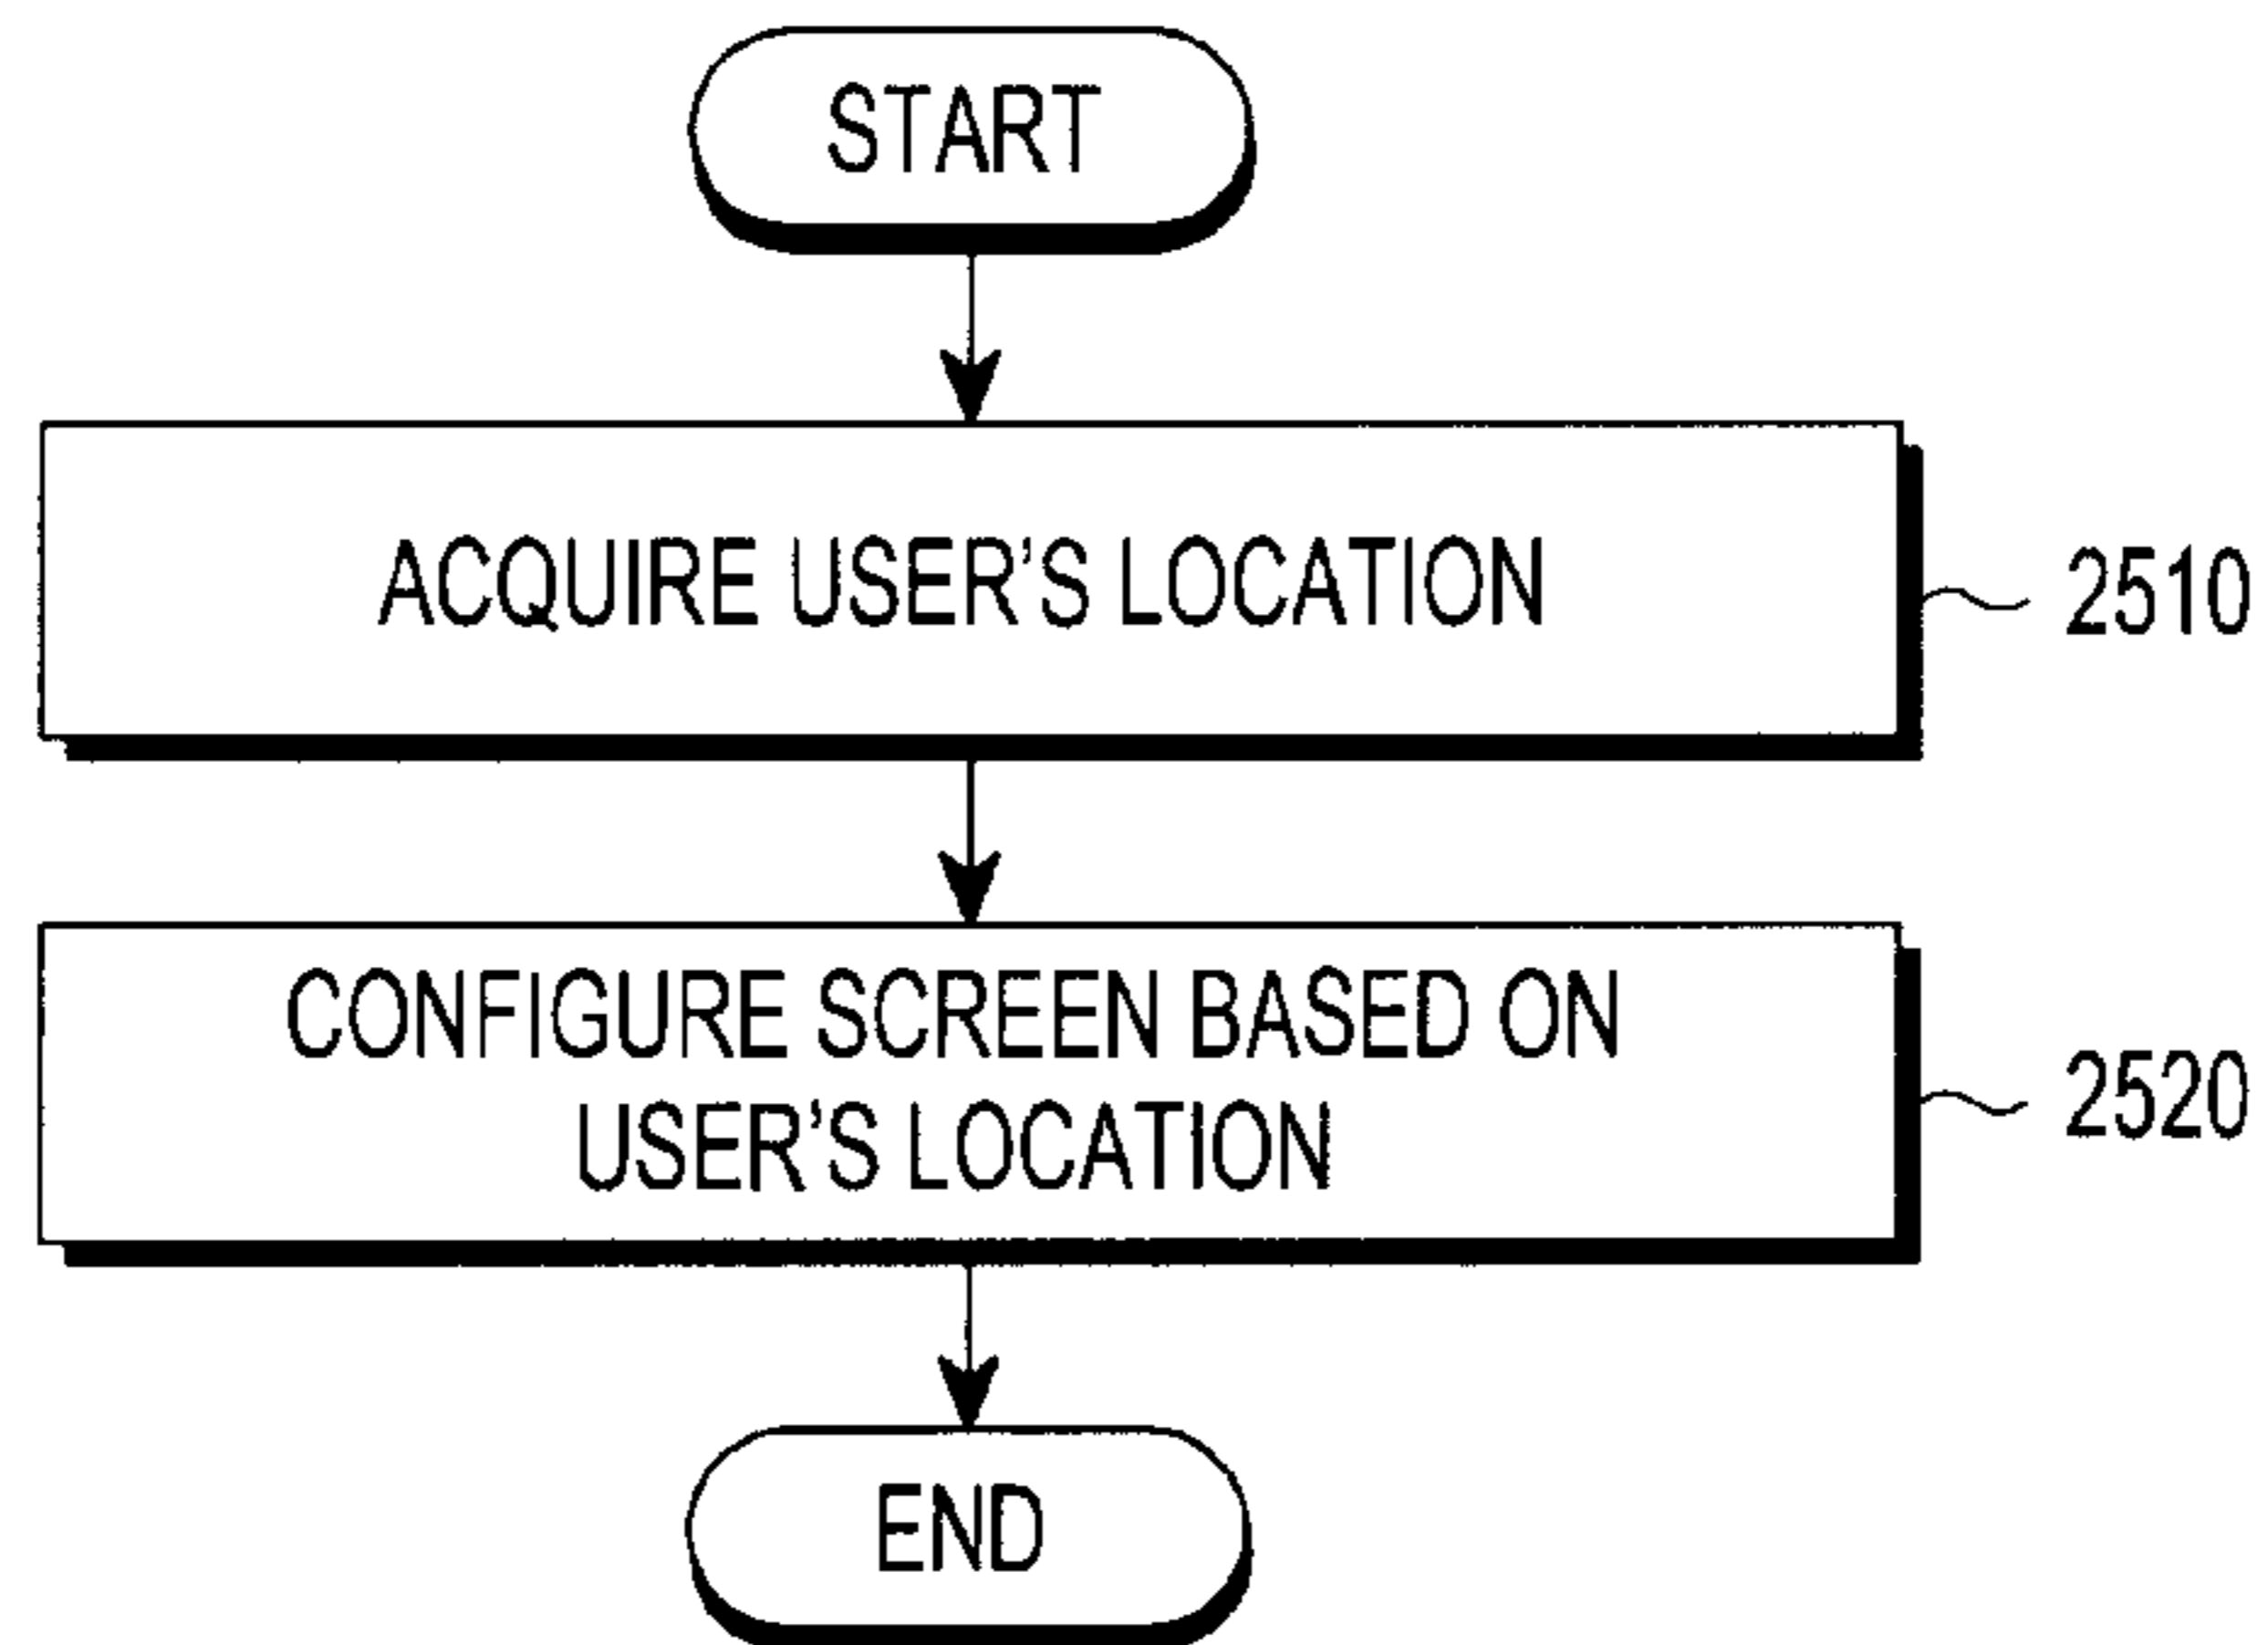 START
ACQUIRE USER'S LOCATION
2510
CONFIGURE SCREEN BASED ON
USER'S LOCATION
2520
END